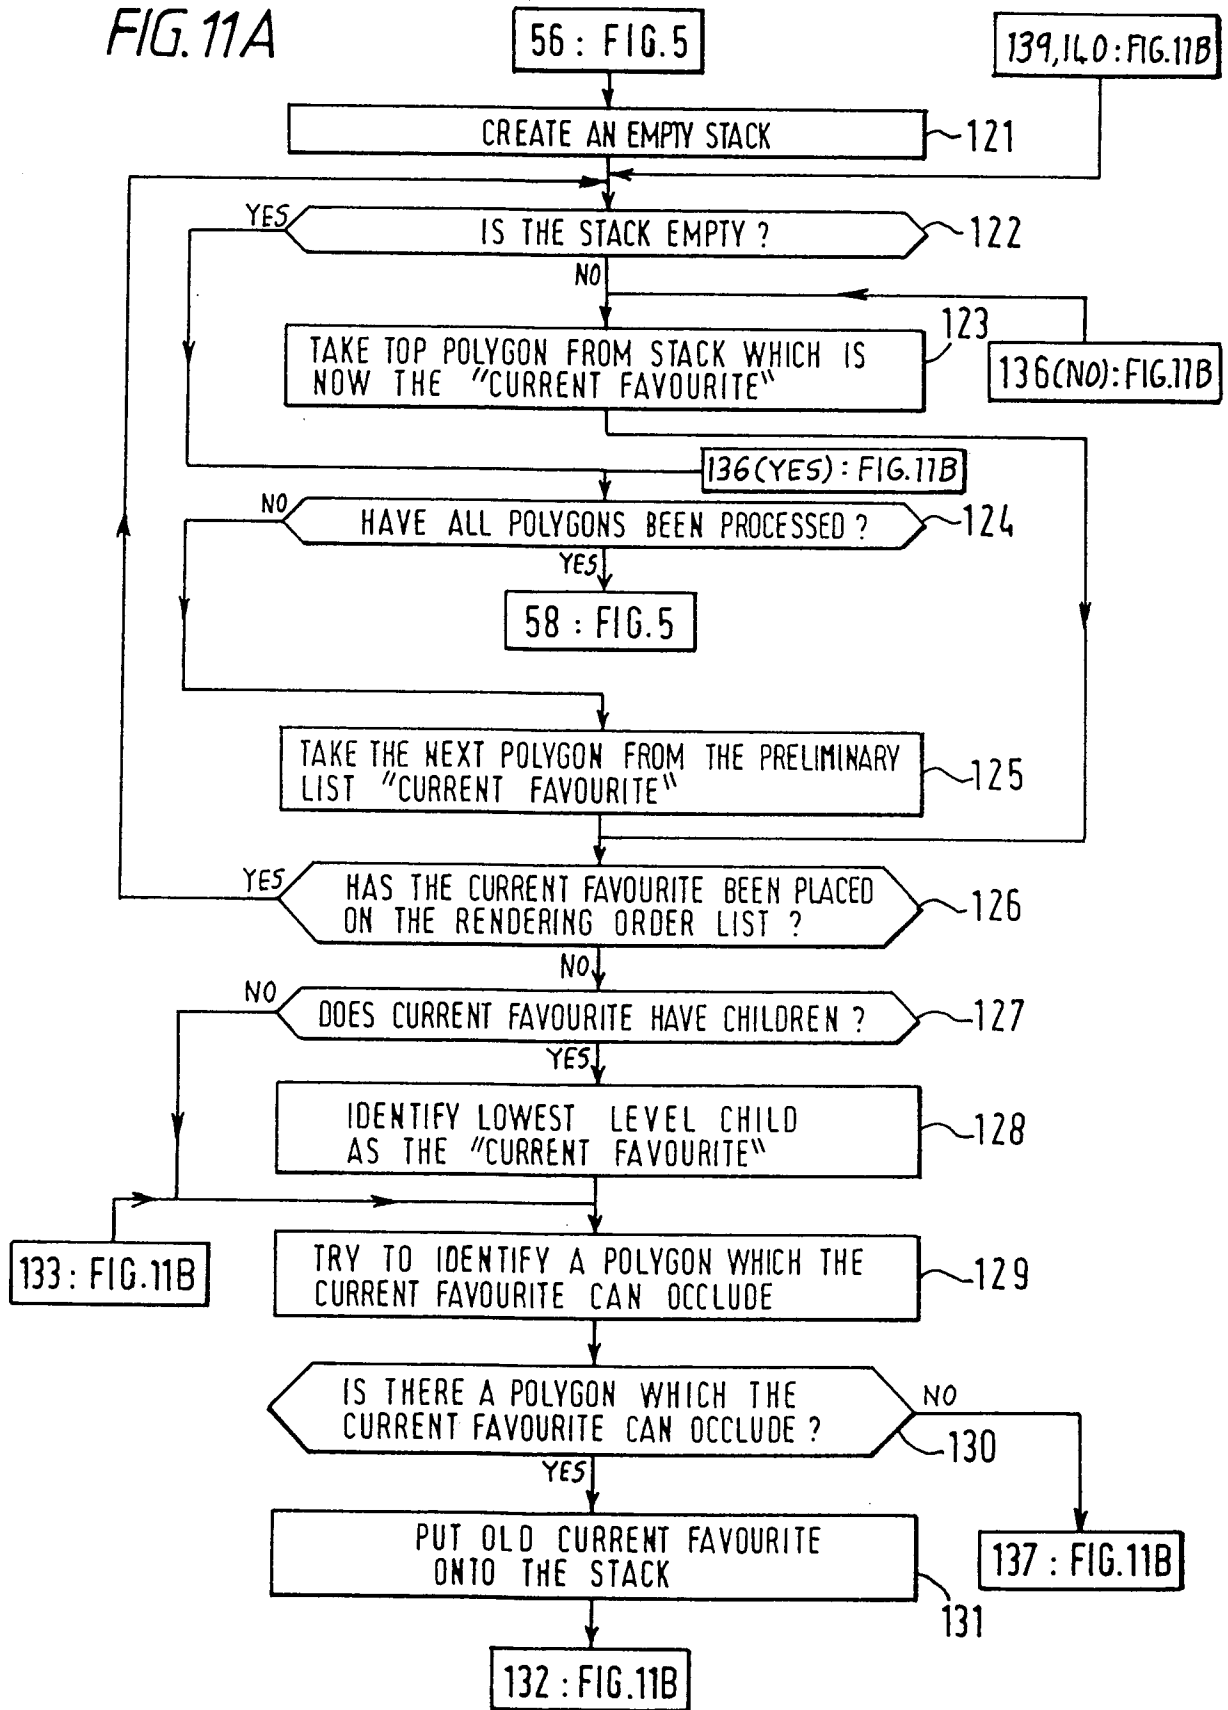 FIG.11A
56 : FIG.5
139,140 : FIG.11B
CREATE AN EMPTY STACK
121
YES
IS THE STACK EMPTY ?
122
NO
123
TAKE TOP POLYGON FROM STACK WHICH IS
NOW THE "CURRENT FAVOURITE"
136(NO): FIG.11B
136(YES) : FIG.11B
NO
HAVE ALL POLYGONS BEEN PROCESSED ?
124
YES
58 : FIG.5
TAKE THE NEXT POLYGON FROM THE PRELIMINARY
LIST "CURRENT FAVOURITE"
125
YES
HAS THE CURRENT FAVOURITE BEEN PLACED
ON THE RENDERING ORDER LIST ?
126
NO
NO
DOES CURRENT FAVOURITE HAVE CHILDREN ?
127
YES
IDENTIFY LOWEST LEVEL CHILD
AS THE "CURRENT FAVOURITE"
128
133 : FIG.11B
TRY TO IDENTIFY A POLYGON WHICH THE
CURRENT FAVOURITE CAN OCCLUDE
129
IS THERE A POLYGON WHICH THE
CURRENT FAVOURITE CAN OCCLUDE ?
NO
130
YES
PUT OLD CURRENT FAVOURITE
ONTO THE STACK
137 : FIG.11B
131
132 : FIG.11B